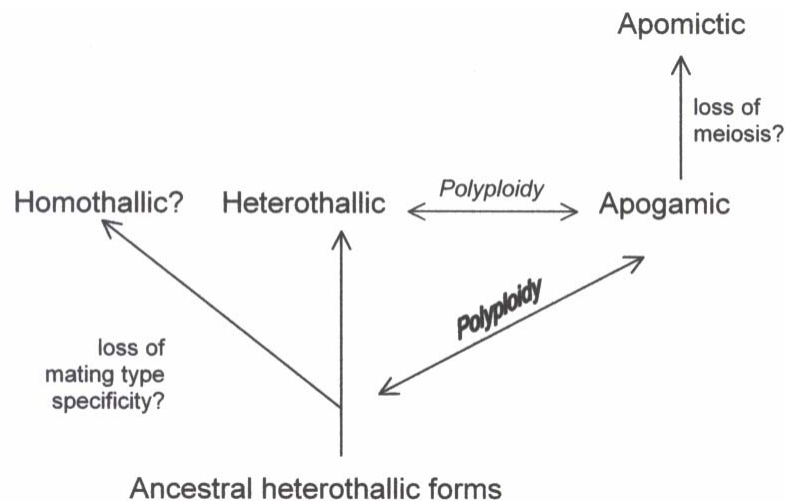 Apomictic
loss of
meiosis?
Homothallic?
Heterothallic
Polyploidy
Apogamic
Polyploidy
loss of
mating type
specificity?
Ancestral heterothallic forms